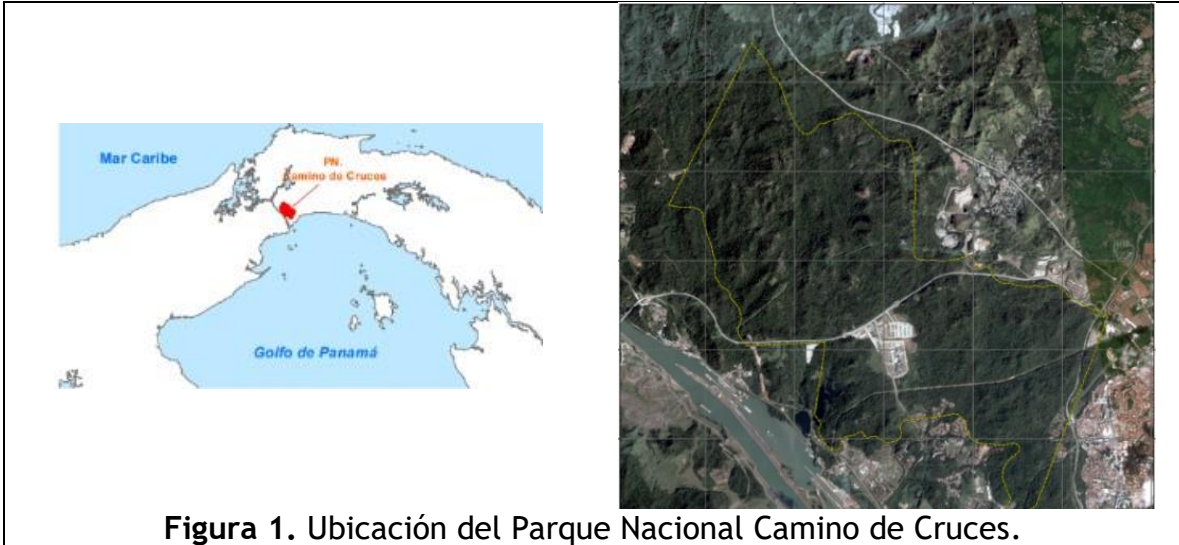 Mar Caribe
PN.
Camino de Cruces
Golfo de Panamá
Figura 1. Ubicación del Parque Nacional Camino de Cruces.